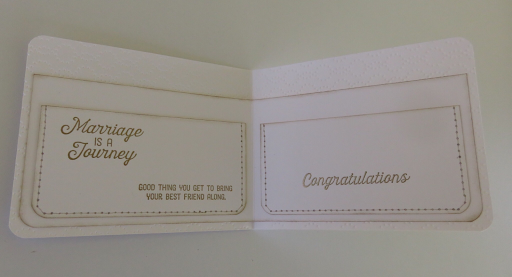 Marriage
IS A
Journey
GOOD THING YOU GET TO BRING
YOUR BEST FRIEND ALONG.
Congratulations